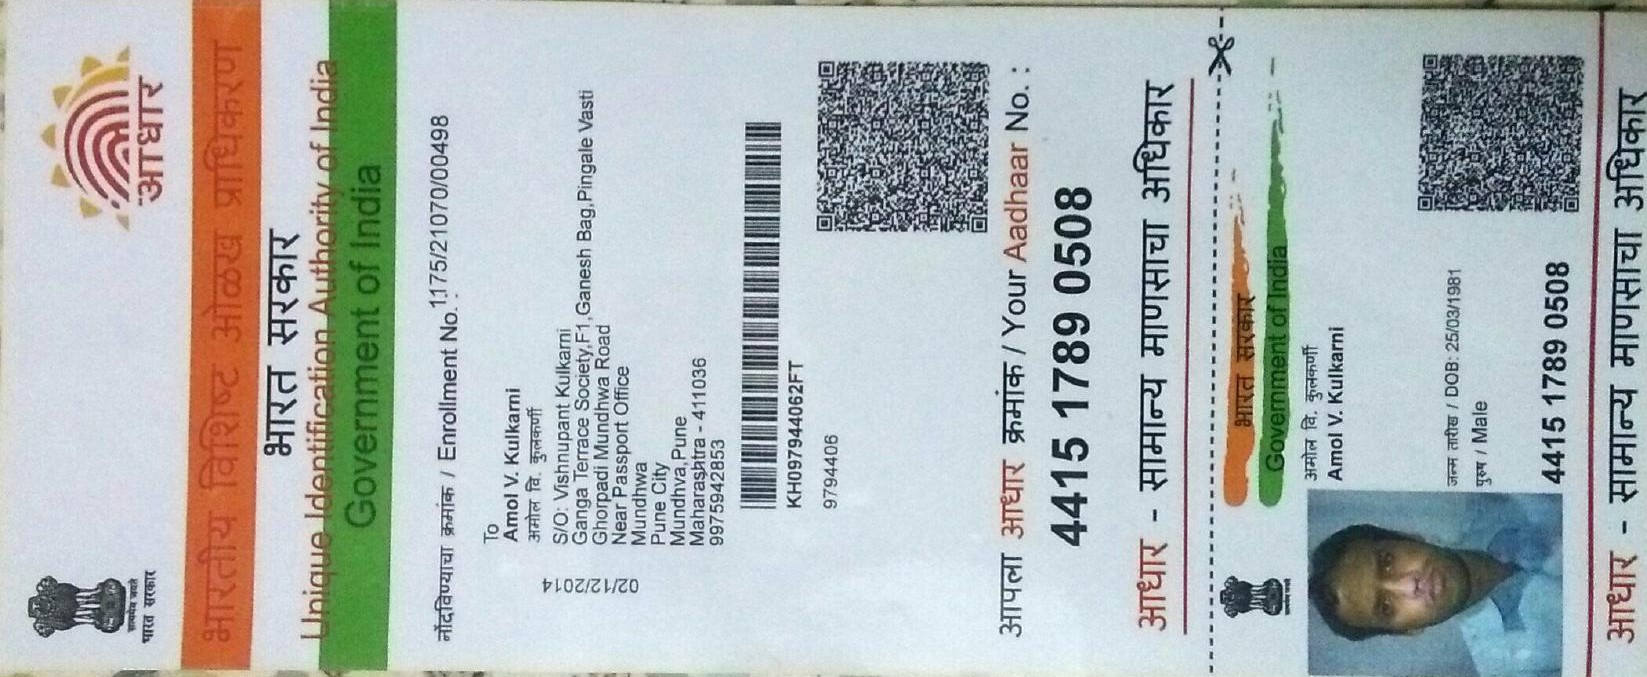 सत्यमेव जयते
भारत सरकार
आधार
भारतीय विशिष्ट ओळख प्राधिकरण
भारत सरकार
Unique Identification Authority of India
Government of India
नोंदविण्याचा क्रमांक / Enrollment No.: 1175/21070/00498
02/12/2014
To
Amol V. Kulkarni
अमोल वि. कुलकर्णी
S/O: Vishnupant Kulkarni
Ganga Terrace Society,F1,Ganesh Bag,Pingale Vasti
Ghorpadi Mundhwa Road
Near Passport Office
Mundhwa
Pune City
Mundhva,Pune
Maharashtra - 411036
9975942853
KH097944062FT
9794406
आपला आधार क्रमांक / Your Aadhaar No. :
4415 1789 0508
आधार - सामान्य माणसाचा अधिकार
भारत सरकार
Government of India
अमोल वि. कुलकर्णी
Amol V. Kulkarni
जन्म तारीख / DOB: 25/03/1981
पुरुष / Male
4415 1789 0508
आधार - सामान्य माणसाचा अधिकार